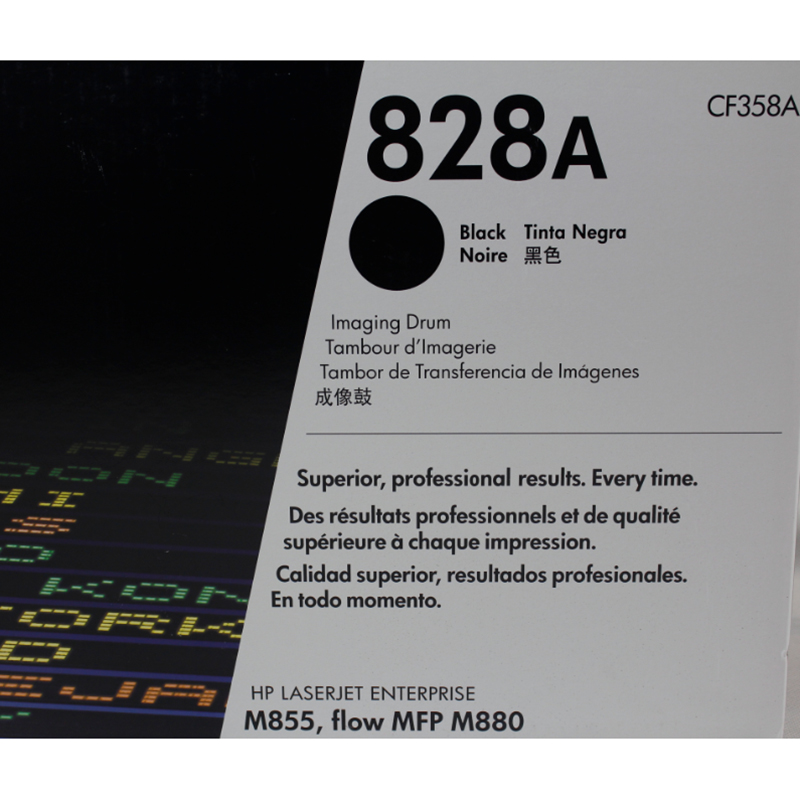 828A
CF358A
Black Tinta Negra
Noire 黑色
Imaging Drum
Tambour d'Imagerie
Tambor de Transferencia de Imágenes
成像鼓
Superior, professional results. Every time.
Des résultats professionnels et de qualité
supérieure à chaque impression.
Calidad superior, resultados profesionales.
En todo momento.
HP LASERJET ENTERPRISE
M855, flow MFP M880